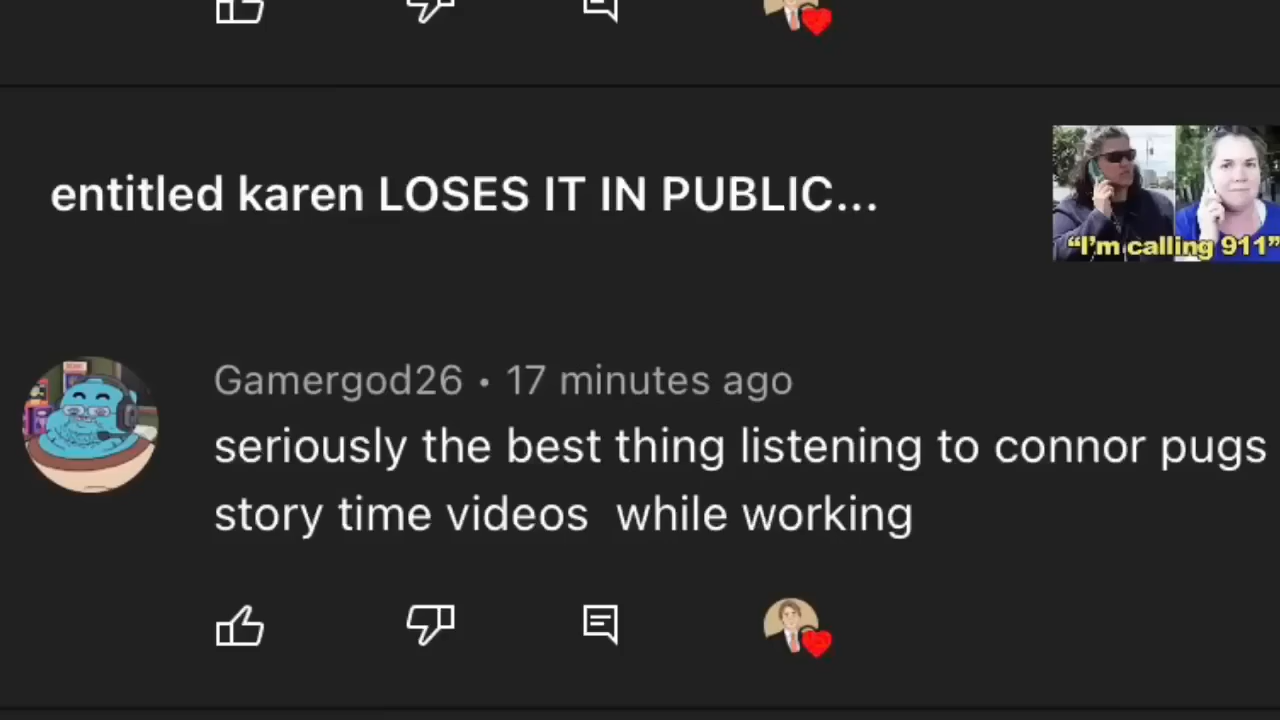 entitled karen LOSES IT IN PUBLIC...
“I’m calling 911”
Gamergod26 • 17 minutes ago
seriously the best thing listening to connor pugs
story time videos  while working